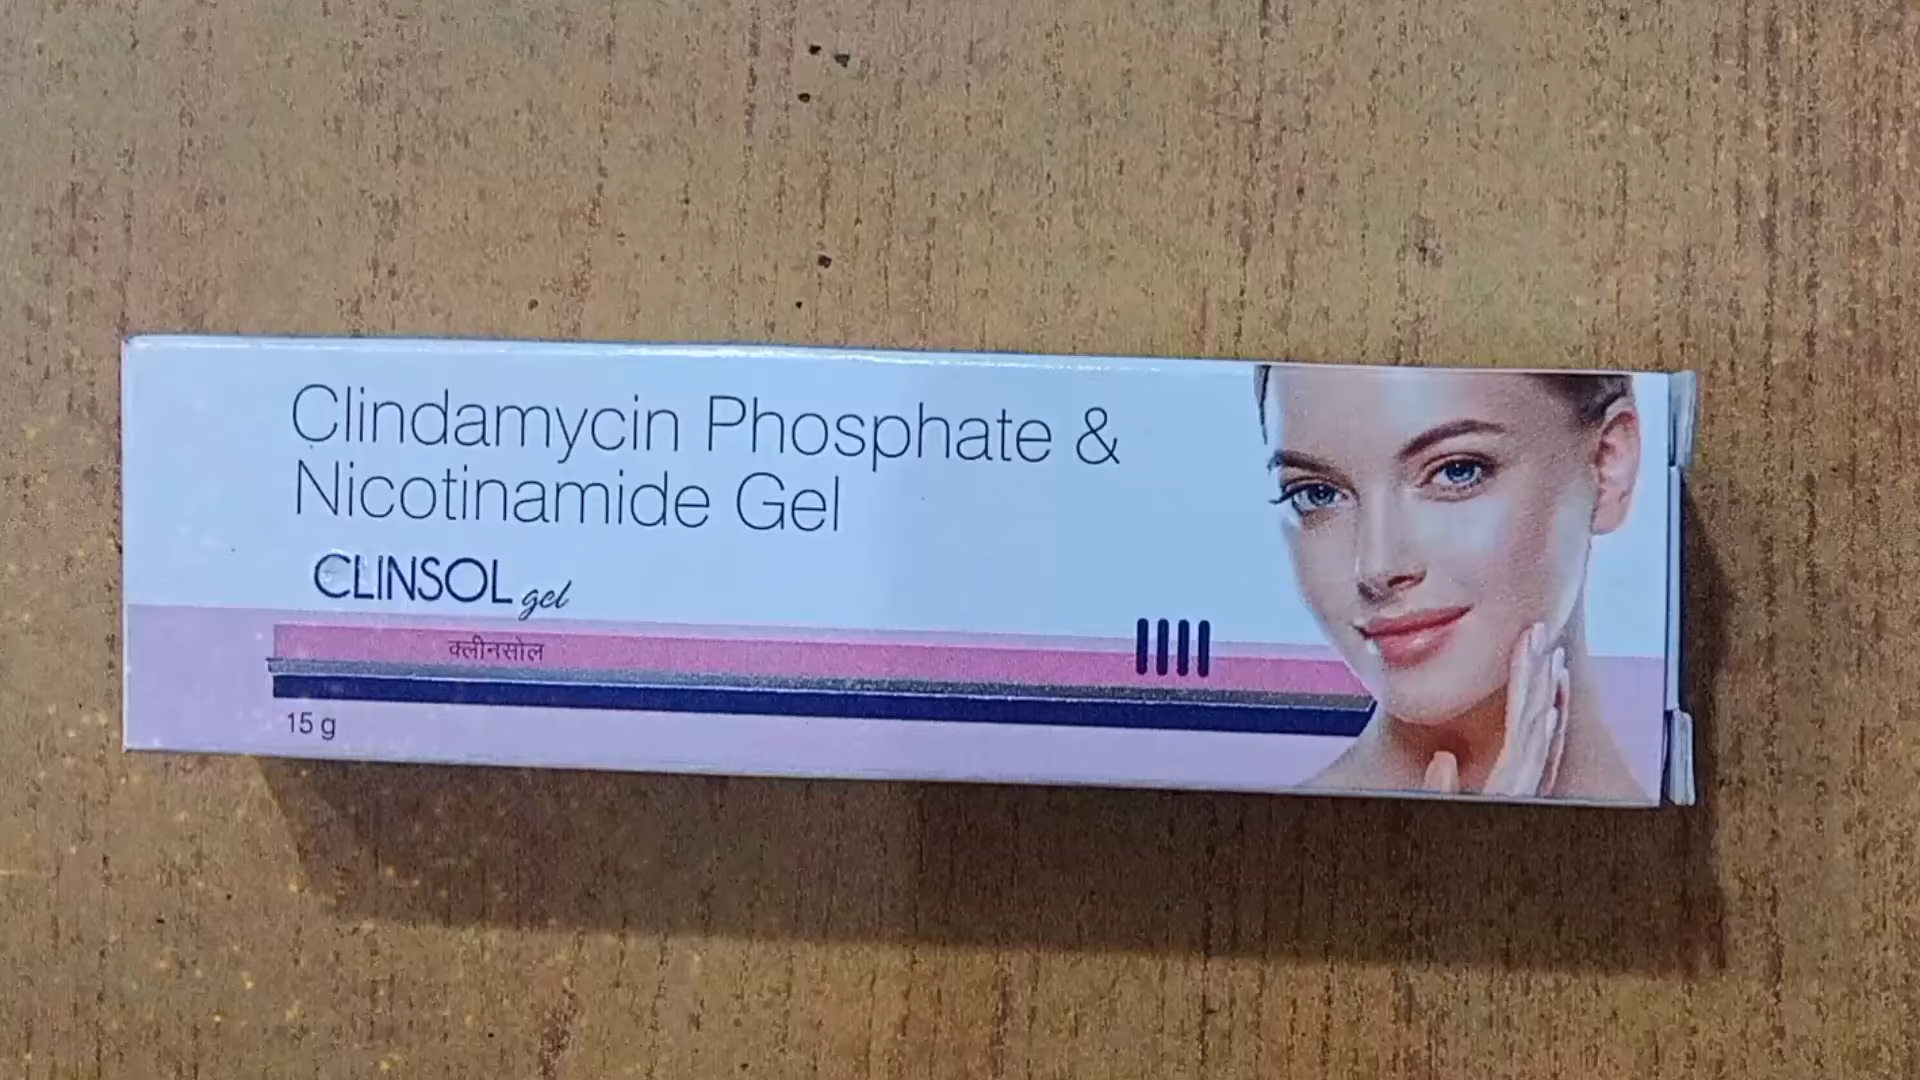 Clindamycin Phosphate &
Nicotinamide Gel
CLINSOL gel
क्लीनसोल
15 g